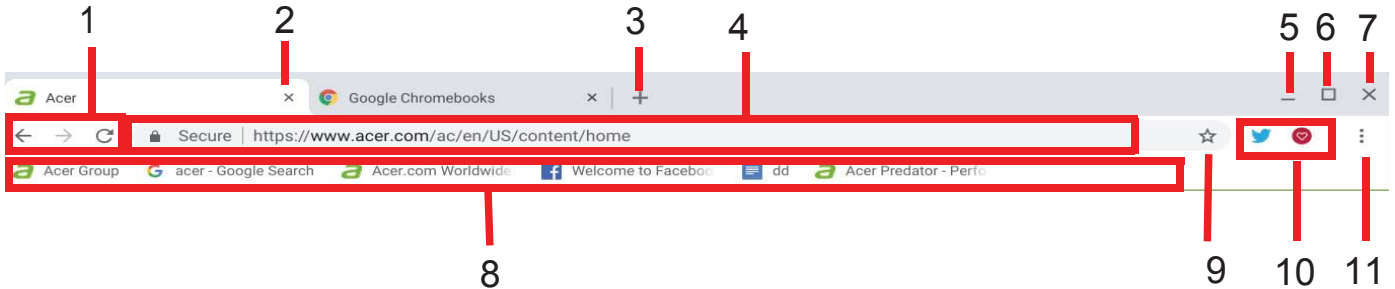 1 2 3 4 5 6 7
Acer Google Chromebooks
Secure https://www.acer.com/ac/en/US/content/home
Acer Group acer - Google Search Acer.com Worldwide Welcome to Faceboo dd Acer Predator - Perfo
8 9 10 11